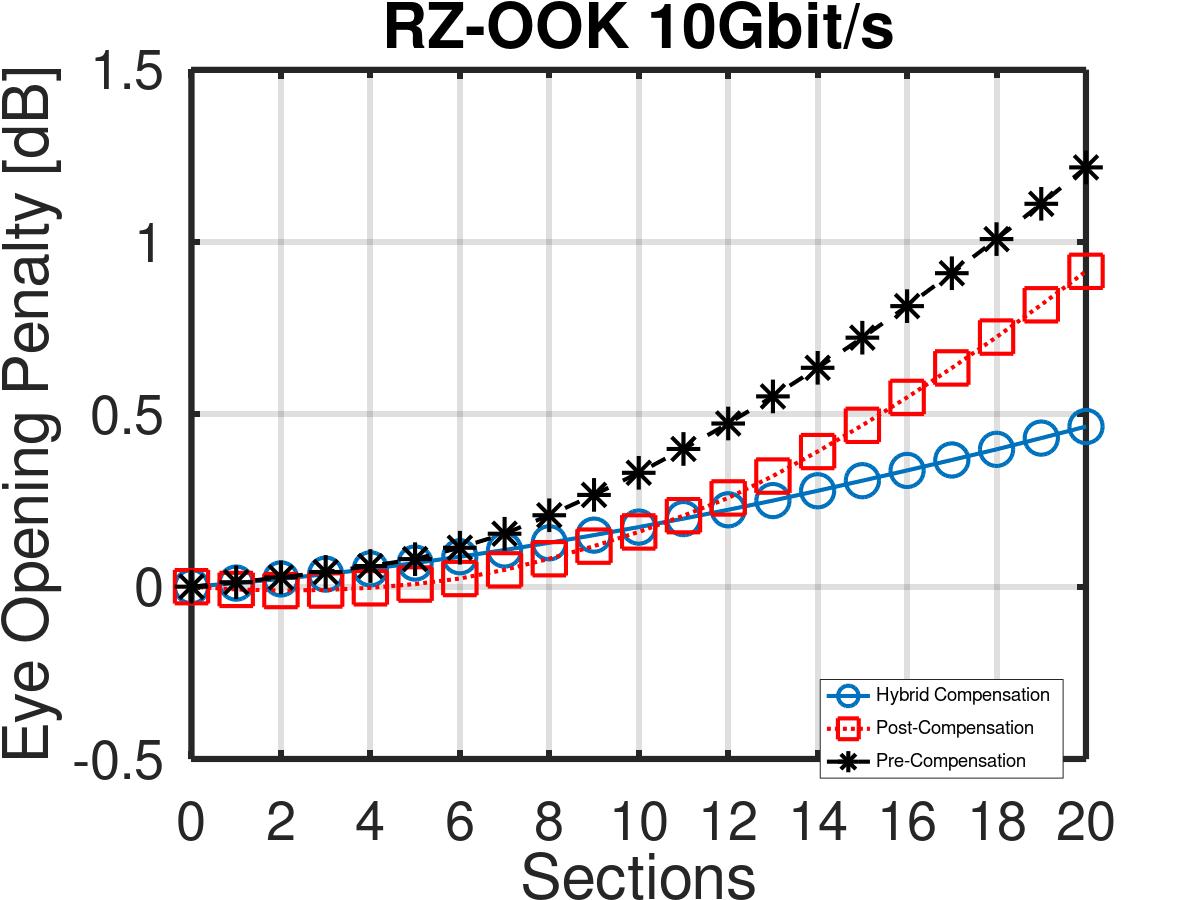 RZ-OOK 10Gbit/s
Eye Opening Penalty [dB]
1.5
1
0.5
0
-0.5
Hybrid Compensation
Post-Compensation
Pre-Compensation
0 2 4 6 8 10 12 14 16 18 20
Sections